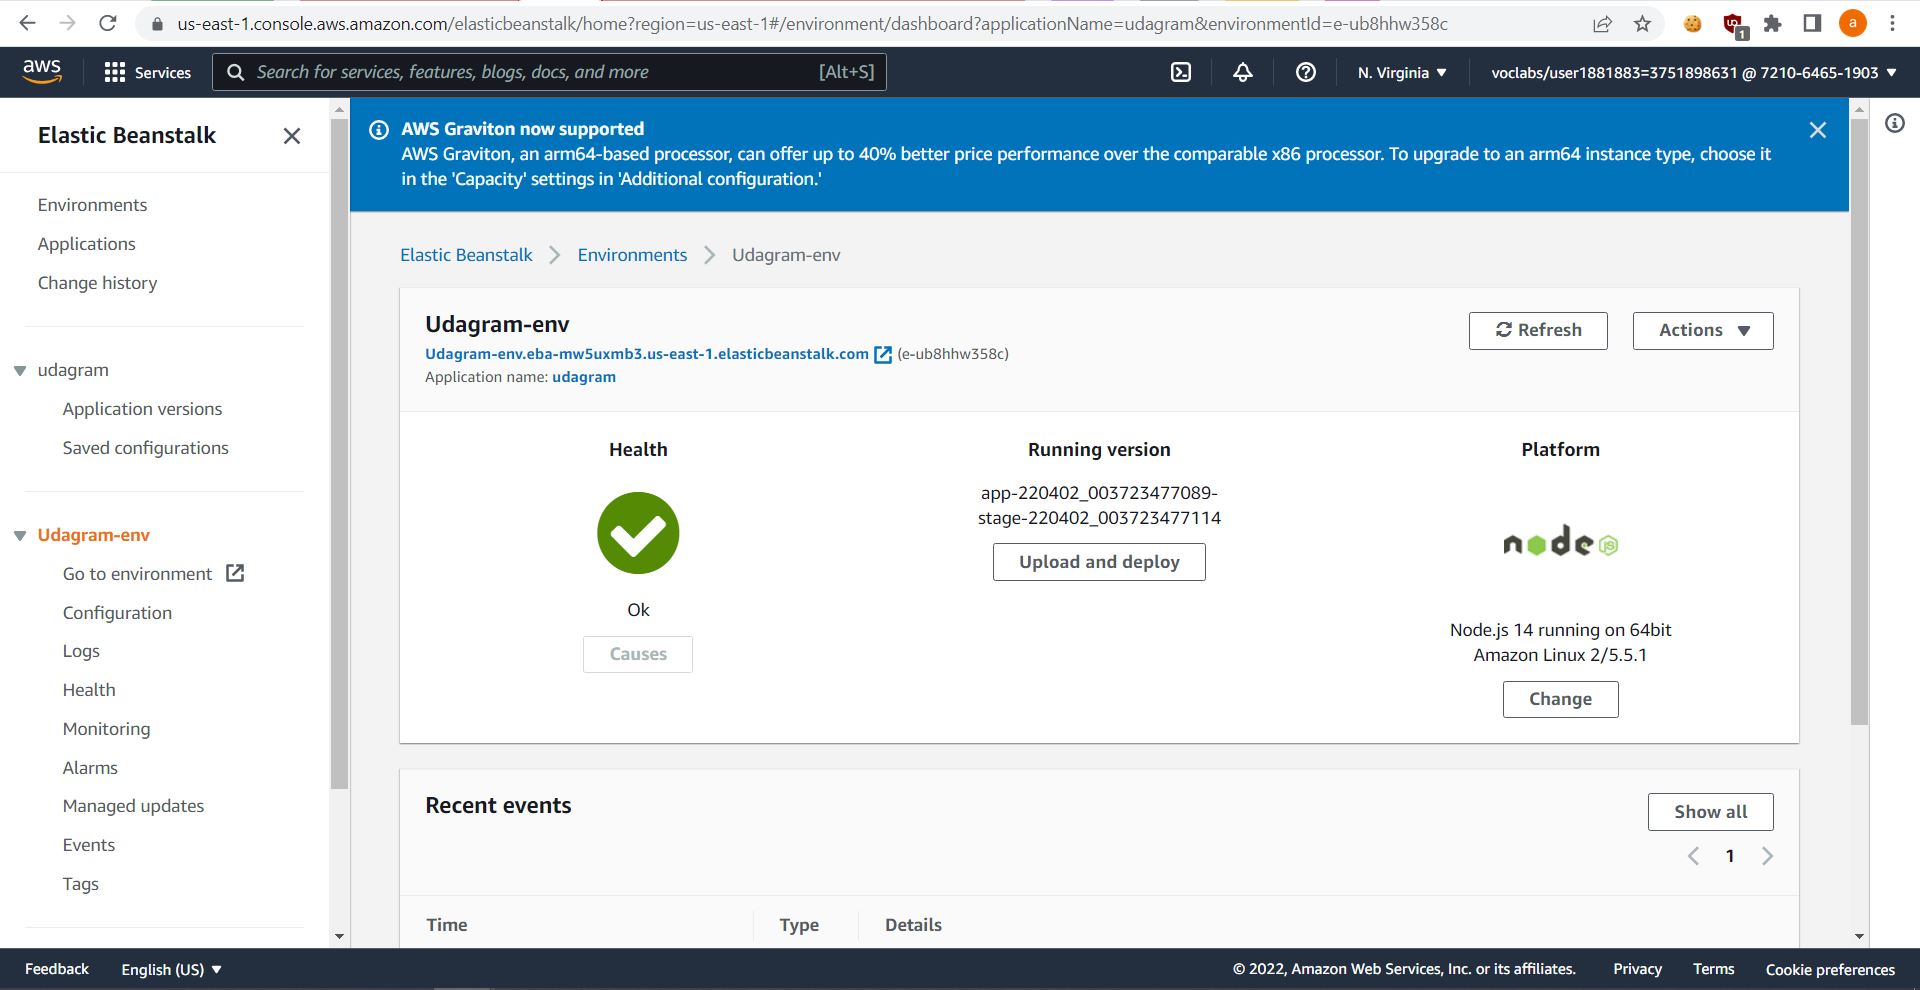 us-east-1.console.aws.amazon.com/elasticbeanstalk/home?region=us-east-1#/environment/dashboard?applicationName=udagram&environmentId=e-ub8hhw358c
1
a
aws
Services
Search for services, features, blogs, docs, and more
[Alt+S]
N. Virginia
voclabs/user1881883=3751898631 @ 7210-6465-1903
Elastic Beanstalk
Environments
Applications
Change history
udagram
Application versions
Saved configurations
Udagram-env
Go to environment
Configuration
Logs
Health
Monitoring
Alarms
Managed updates
Events
Tags
AWS Graviton now supported
AWS Graviton, an arm64-based processor, can offer up to 40% better price performance over the comparable x86 processor. To upgrade to an arm64 instance type, choose it
in the 'Capacity' settings in 'Additional configuration.'
Elastic Beanstalk
Environments
Udagram-env
Udagram-env
Udagram-env.eba-mw5uxmb3.us-east-1.elasticbeanstalk.com (e-ub8hhw358c)
Application name: udagram
Refresh
Actions
Health
Ok
Causes
Running version
app-220402_003723477089-
stage-220402_003723477114
Upload and deploy
Platform
node JS
Node.js 14 running on 64bit
Amazon Linux 2/5.5.1
Change
Recent events
Show all
1
Time
Type
Details
Feedback
English (US)
© 2022, Amazon Web Services, Inc. or its affiliates.
Privacy
Terms
Cookie preferences